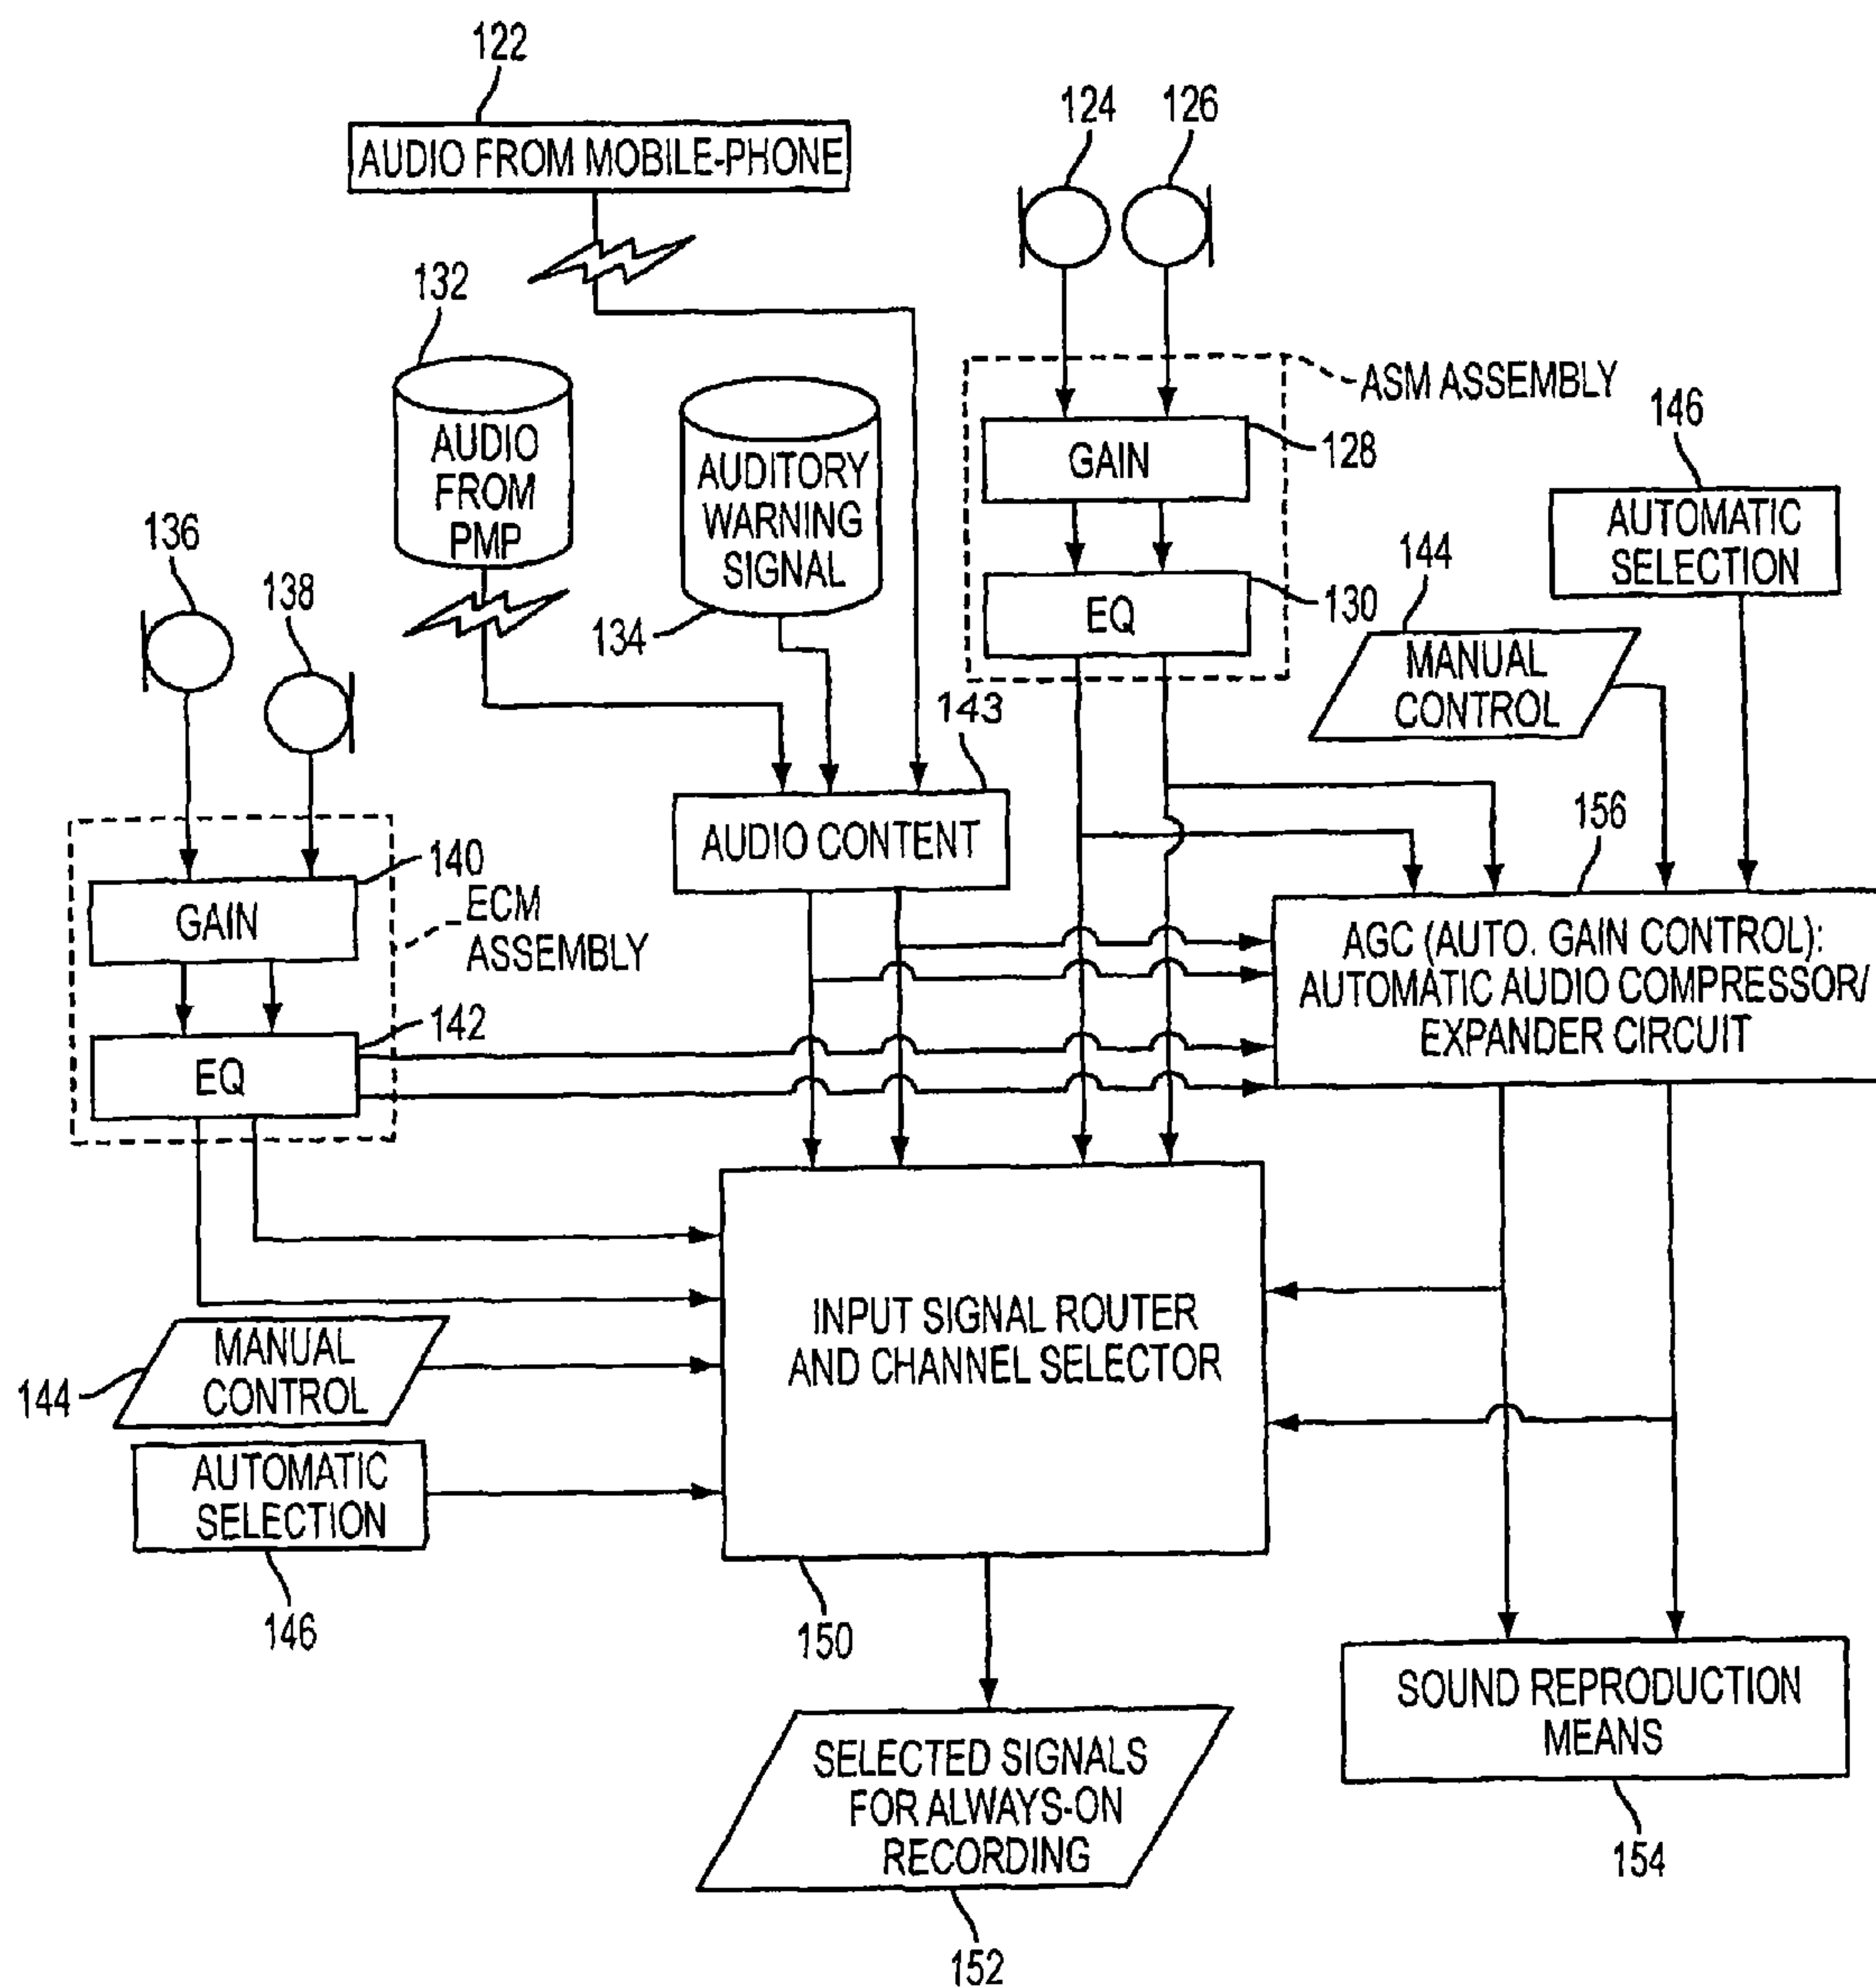 122
AUDIO FROM MOBILE-PHONE
124
126
132
AUDIO
FROM
PMP
AUDITORY
WARNING
SIGNAL
134
ASM ASSEMBLY
GAIN
128
EQ
130
146
AUTOMATIC
SELECTION
144
MANUAL
CONTROL
136
138
143
AUDIO CONTENT
156
AGC (AUTO. GAIN CONTROL):
AUTOMATIC AUDIO COMPRESSOR/
EXPANDER CIRCUIT
140
GAIN
ECM
ASSEMBLY
142
EQ
INPUT SIGNAL ROUTER
AND CHANNEL SELECTOR
MANUAL
CONTROL
144
AUTOMATIC
SELECTION
146
150
SELECTED SIGNALS
FOR ALWAYS-ON
RECORDING
152
SOUND REPRODUCTION
MEANS
154